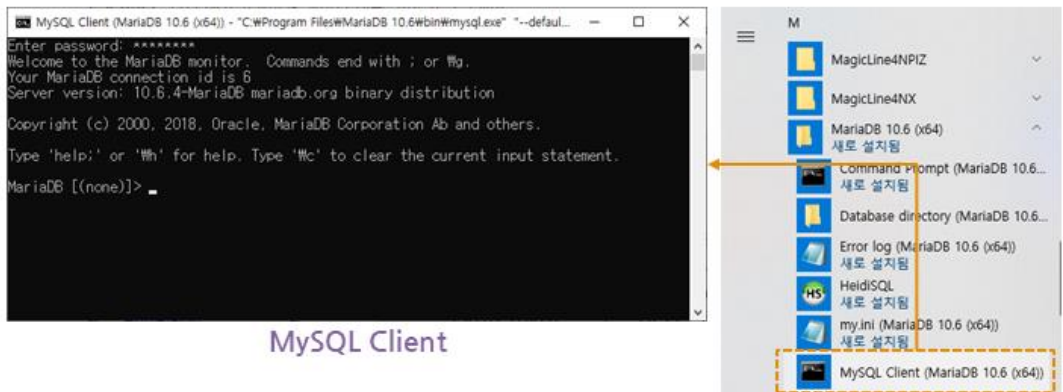 MySQL Client (MariaDB 10.6 (x64)) - "C:₩Program Files₩MariaDB 10.6₩bin₩mysql.exe" "--defaul...
Enter password: ********
Welcome to the MariaDB monitor.  Commands end with ; or ₩g.
Your MariaDB connection id is 6
Server version: 10.6.4-MariaDB mariadb.org binary distribution
Copyright (c) 2000, 2018, Oracle, MariaDB Corporation Ab and others.
Type 'help;' or '₩h' for help. Type '₩c' to clear the current input statement.
MariaDB [(none)]>
MySQL Client
M
MagicLine4NPIZ
MagicLine4NX
MariaDB 10.6 (x64)
새로 설치됨
Command Prompt (MariaDB 10.6...
새로 설치됨
Database directory (MariaDB 10.6...
Error log (MariaDB 10.6 (x64))
새로 설치됨
HS
HeidiSQL
새로 설치됨
my.ini (MariaDB 10.6 (x64))
새로 설치됨
MySQL Client (MariaDB 10.6 (x64))